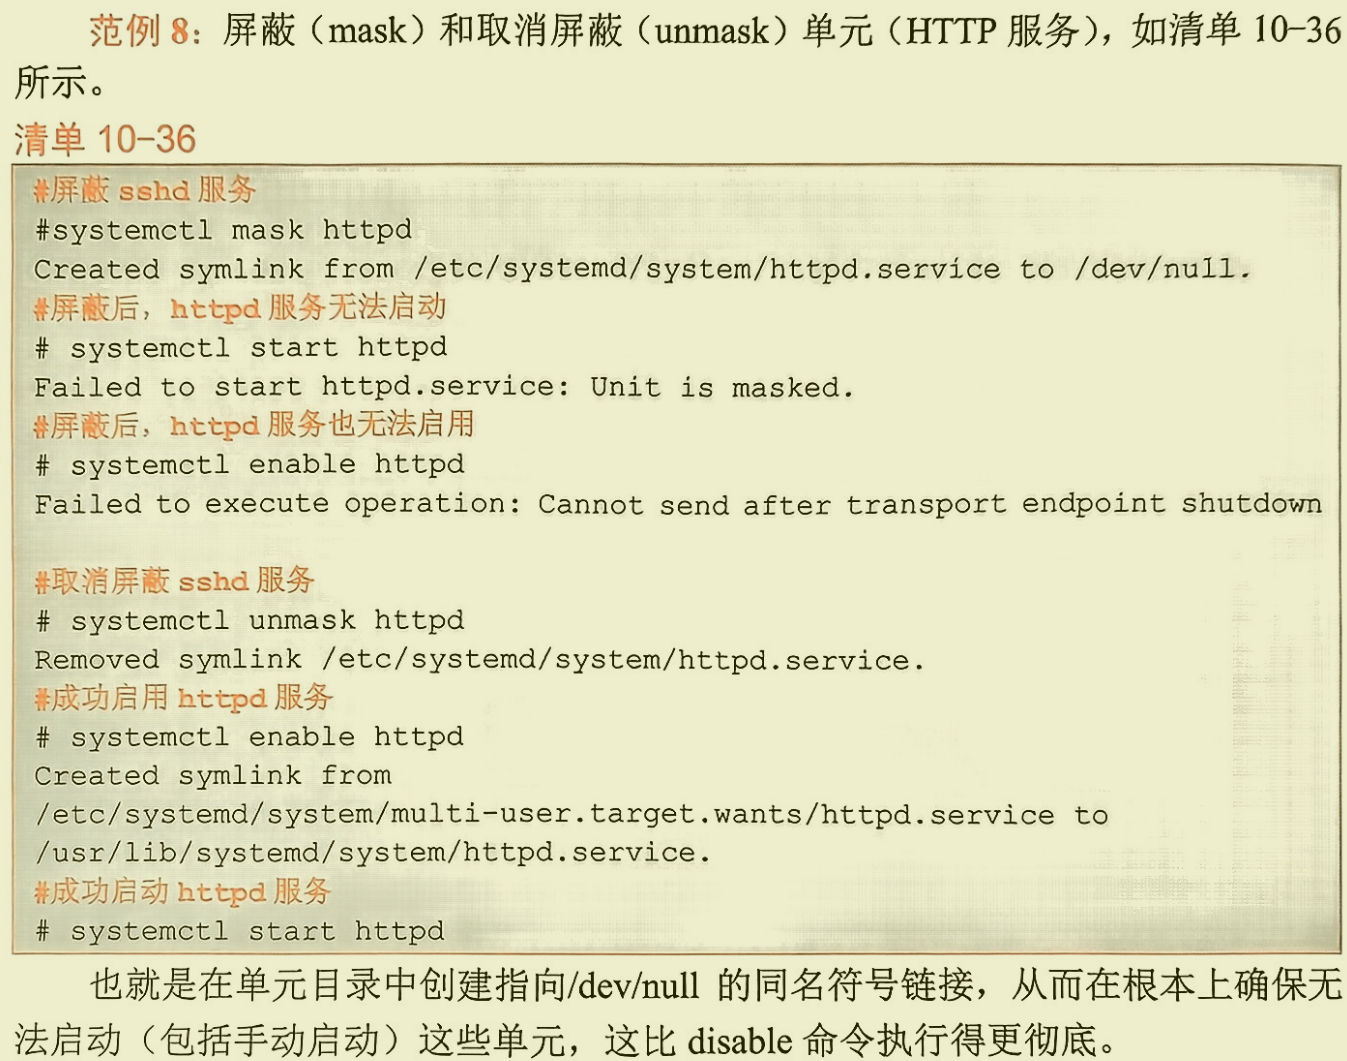 范例 8：屏蔽（mask）和取消屏蔽（unmask）单元（HTTP 服务），如清单 10-36
所示。
清单 10-36
#屏蔽 sshd 服务
#systemctl mask httpd
Created symlink from /etc/systemd/system/httpd.service to /dev/null.
#屏蔽后，httpd 服务无法启动
# systemctl start httpd
Failed to start httpd.service: Unit is masked.
#屏蔽后，httpd 服务也无法启用
# systemctl enable httpd
Failed to execute operation: Cannot send after transport endpoint shutdown
#取消屏蔽 sshd 服务
# systemctl unmask httpd
Removed symlink /etc/systemd/system/httpd.service.
#成功启用 httpd 服务
# systemctl enable httpd
Created symlink from
/etc/systemd/system/multi-user.target.wants/httpd.service to
/usr/lib/systemd/system/httpd.service.
#成功启动 httpd 服务
# systemctl start httpd
也就是在单元目录中创建指向/dev/null 的同名符号链接，从而在根本上确保无
法启动（包括手动启动）这些单元，这比 disable 命令执行得更彻底。